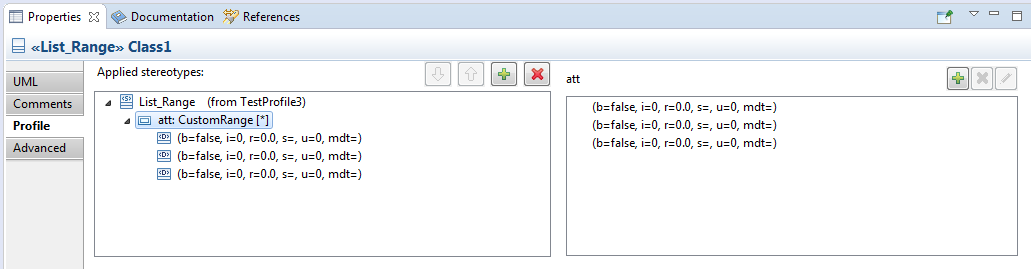 Properties Documentation References
«List_Range» Class1
UML
Comments
Profile
Advanced
Applied stereotypes:
List_Range (from TestProfile3)
att: CustomRange [*]
<D> (b=false, i=0, r=0.0, s=, u=0, mdt=)
<D> (b=false, i=0, r=0.0, s=, u=0, mdt=)
<D> (b=false, i=0, r=0.0, s=, u=0, mdt=)
att
(b=false, i=0, r=0.0, s=, u=0, mdt=)
(b=false, i=0, r=0.0, s=, u=0, mdt=)
(b=false, i=0, r=0.0, s=, u=0, mdt=)